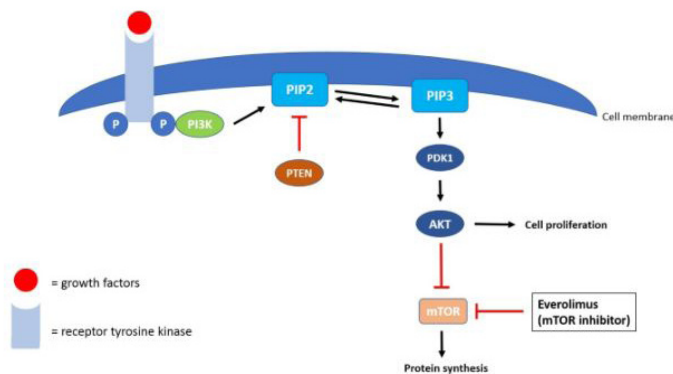 PIP2
PIP3
P
P
PI3K
Cell membrane
PTEN
PDK1
AKT
Cell proliferation
= growth factors
mTOR
Everolimus
(mTOR inhibitor)
= receptor tyrosine kinase
Protein synthesis